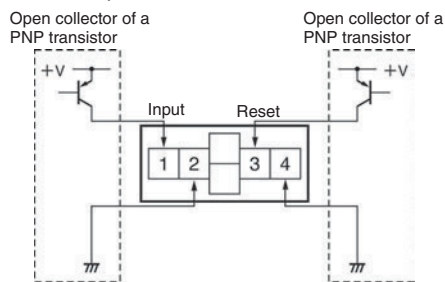 Open collector of a
PNP transistor
Open collector of a
PNP transistor
+V
+V
Input
Reset
1 2 3 4